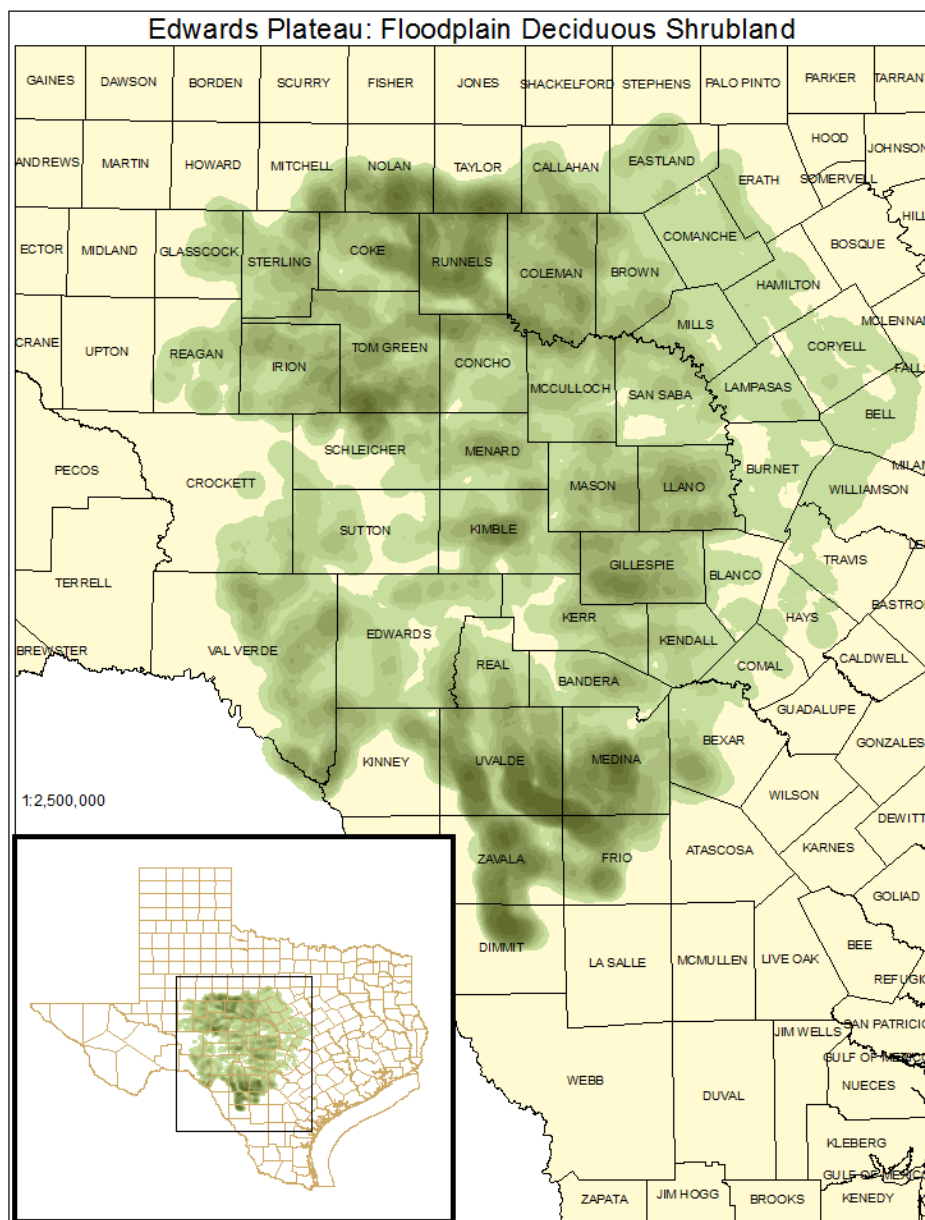 Edwards Plateau: Floodplain Deciduous Shrubland
GAINES DAWSON BORDEN SCURRY FISHER JONES SHACKELFORD STEPHENS PALO PINTO PARKER TARRANT
ANDREWS MARTIN HOWARD MITCHELL NOLAN TAYLOR CALLAHAN EASTLAND ERATH HOOD JOHNSON
SOMERVELL
ECTOR MIDLAND GLASSCOCK STERLING COKE RUNNELS COLEMAN BROWN COMANCHE BOSQUE HILL
HAMILTON
CRANE UPTON REAGAN IRION TOM GREEN CONCHO MCCULLOCH MILLS CORYELL MCLENNAN
SAN SABA LAMPASAS BELL FALL
PECOS CROCKETT SCHLEICHER MENARD MASON LLANO BURNET WILLIAMSON MILAM
TERRELL SUTTON KIMBLE GILLESPIE BLANCO TRAVIS LEE
BREWSTER VAL VERDE EDWARDS REAL KERR KENDALL HAYS BASTROP
BANDERA COMAL CALDWELL
KINNEY UVALDE MEDINA BEXAR GUADALUPE GONZALES
1:2,500,000
WILSON DEWITT
ZAVALA FRIO ATASCOSA KARNES GOLIAD
DIMMIT LA SALLE MCMULLEN LIVE OAK BEE REFUGIO
JIM WELLS SAN PATRICIO
GULF OF MEXICO
WEBB DUVAL NUECES
KLEBERG
GULF OF MEXICO
ZAPATA JIM HOGG BROOKS KENEDY